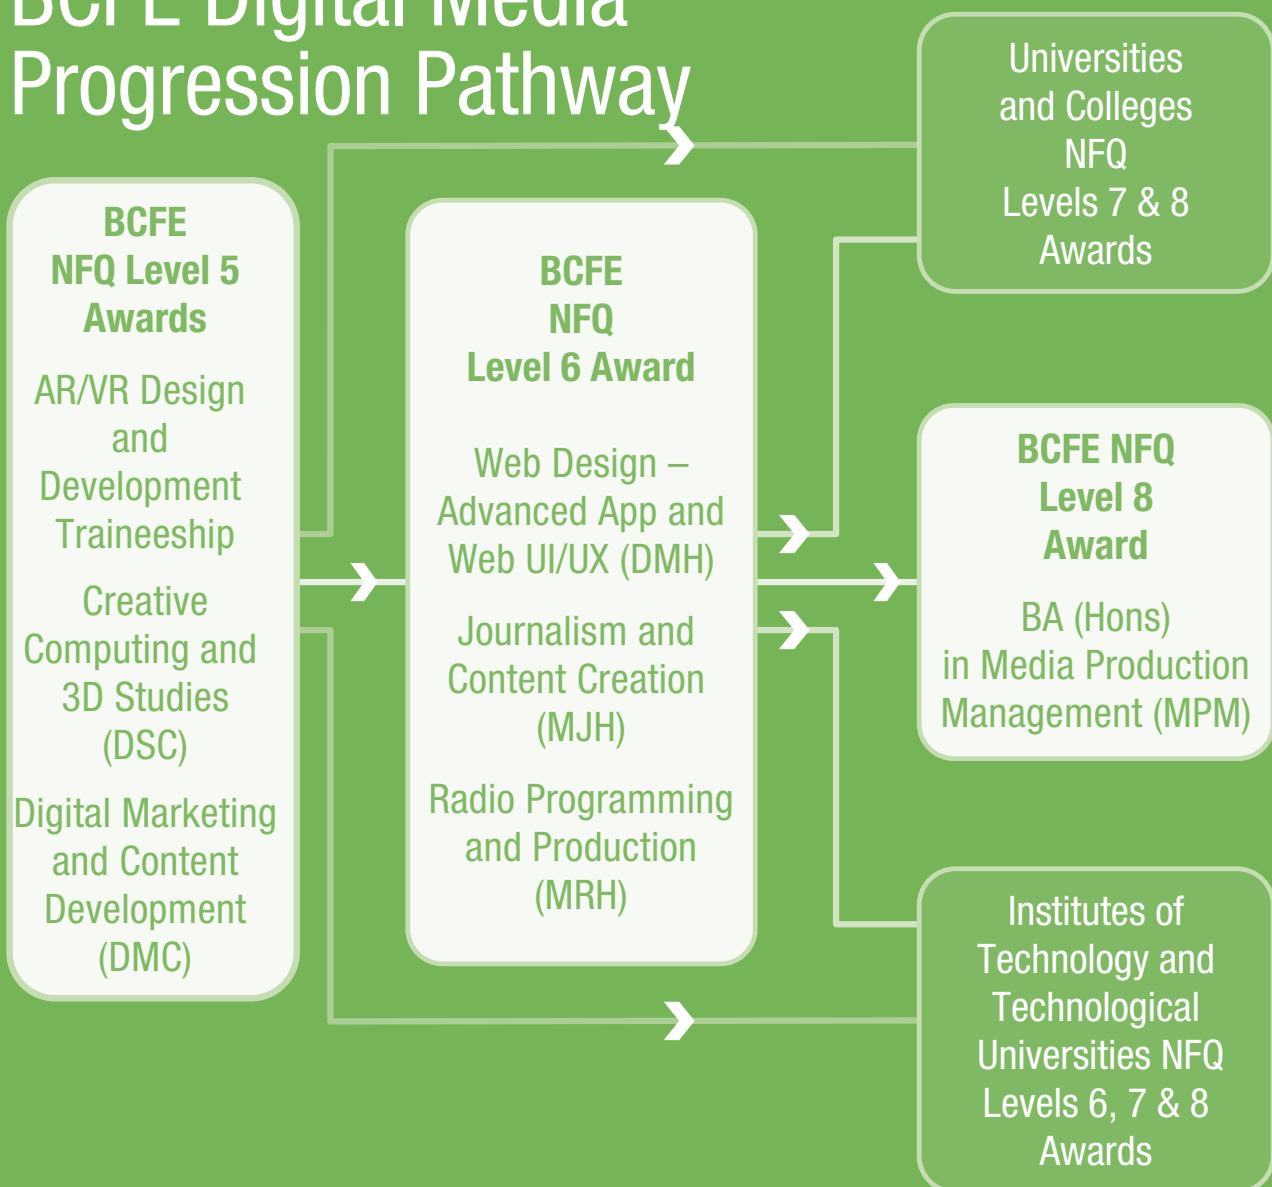 BCFE Digital Media
Progression Pathway
BCFE
NFQ Level 5
Awards
AR/VR Design
and
Development
Traineeship
Creative
Computing and
3D Studies
(DSC)
Digital Marketing
and Content
Development
(DMC)
BCFE
NFQ
Level 6 Award
Web Design –
Advanced App and
Web UI/UX (DMH)
Journalism and
Content Creation
(MJH)
Radio Programming
and Production
(MRH)
Universities
and Colleges
NFQ
Levels 7 & 8
Awards
BCFE NFQ
Level 8
Award
BA (Hons)
in Media Production
Management (MPM)
Institutes of
Technology and
Technological
Universities NFQ
Levels 6, 7 & 8
Awards